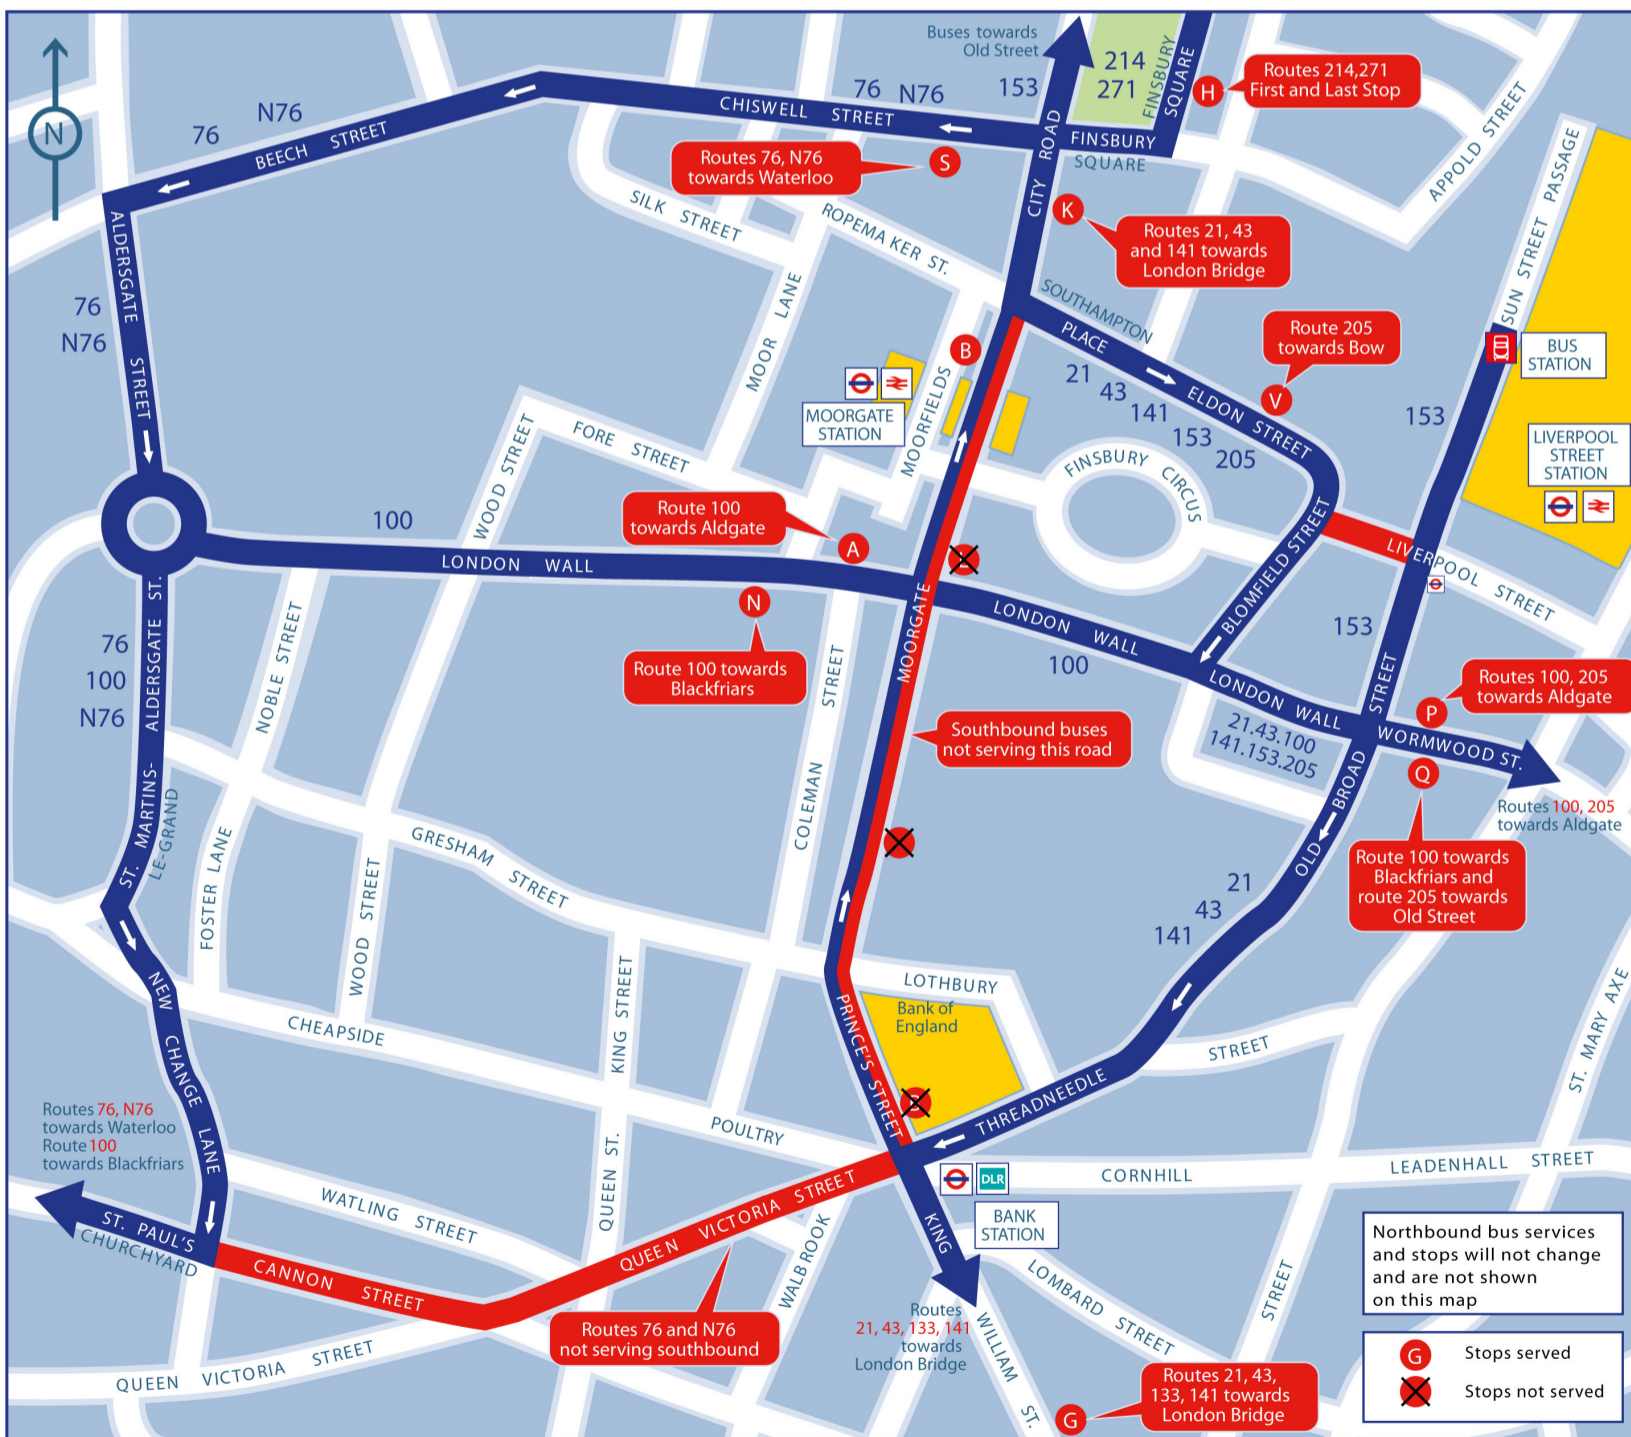 Buses towards
Old Street
153
214
271
FINSBURY
SQUARE
H
Routes 214,271
First and Last Stop
N
76
N76
BEECH STREET
76
N76
CHISWELL STREET
FINSBURY
SQUARE
CITY ROAD
S
Routes 76, N76
towards Waterloo
K
Routes 21, 43
and 141 towards
London Bridge
APPOLD STREET
SUN STREET PASSAGE
SILK STREET
ROPEMAKER ST.
MOOR LANE
ALDERSGATE STREET
76
N76
SOUTHAMPTON
PLACE
21
43
141
153
205
ELDON STREET
Route 205
towards Bow
V
B
MOORFIELDS
MOORGATE
STATION
BUS
STATION
153
LIVERPOOL
STREET
STATION
FORE STREET
WOOD STREET
FINSBURY CIRCUS
BLOMFIELD STREET
LIVERPOOL STREET
Route 100
towards Aldgate
A
100
LONDON WALL
N
Route 100 towards
Blackfriars
MOORGATE
LONDON WALL
100
LONDON WALL
21.43.100
141.153.205
153
OLD BROAD STREET
Routes 100, 205
towards Aldgate
P
WORMWOOD ST.
Q
Routes 100, 205
towards Aldgate
Route 100 towards
Blackfriars and
route 205 towards
Old Street
Southbound buses
not serving this road
76
100
N76
ALDERSGATE ST.
ST. MARTINS-
LE-GRAND
NOBLE STREET
FOSTER LANE
WOOD STREET
GRESHAM STREET
COLEMAN STREET
21
43
141
LOTHBURY
Bank of
England
PRINCE'S STREET
THREADNEEDLE
STREET
ST. MARY AXE
KING STREET
CHEAPSIDE
NEW CHANGE LANE
POULTRY
QUEEN ST.
Routes 76, N76
towards Waterloo
Route 100
towards Blackfriars
WATLING STREET
ST. PAUL'S
CHURCHYARD
CANNON STREET
QUEEN VICTORIA STREET
WALBROOK
DLR
BANK
STATION
CORNHILL
LEADENHALL STREET
KING
WILLIAM ST.
LOMBARD STREET
STREET
Routes 76 and N76
not serving southbound
Routes
21, 43, 133, 141
towards
London Bridge
QUEEN VICTORIA STREET
Routes 21, 43,
133, 141 towards
London Bridge
G
Northbound bus services
and stops will not change
and are not shown
on this map
G
Stops served
Stops not served